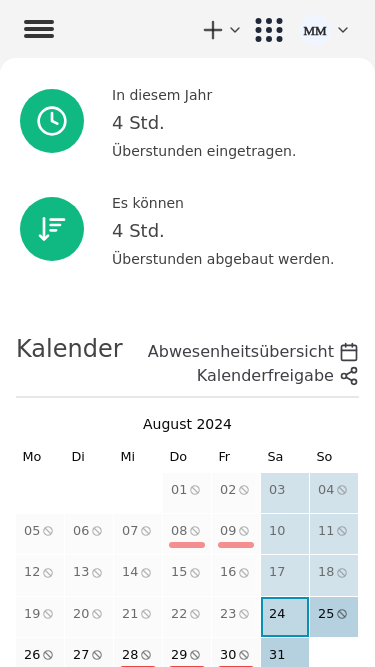 MM
In diesem Jahr
4 Std.
Überstunden eingetragen.
Es können
4 Std.
Überstunden abgebaut werden.
Kalender
Abwesenheitsübersicht
Kalenderfreigabe
August 2024
Mo Di Mi Do Fr Sa So
01 02 03 04
05 06 07 08 09 10 11
12 13 14 15 16 17 18
19 20 21 22 23 24 25
26 27 28 29 30 31